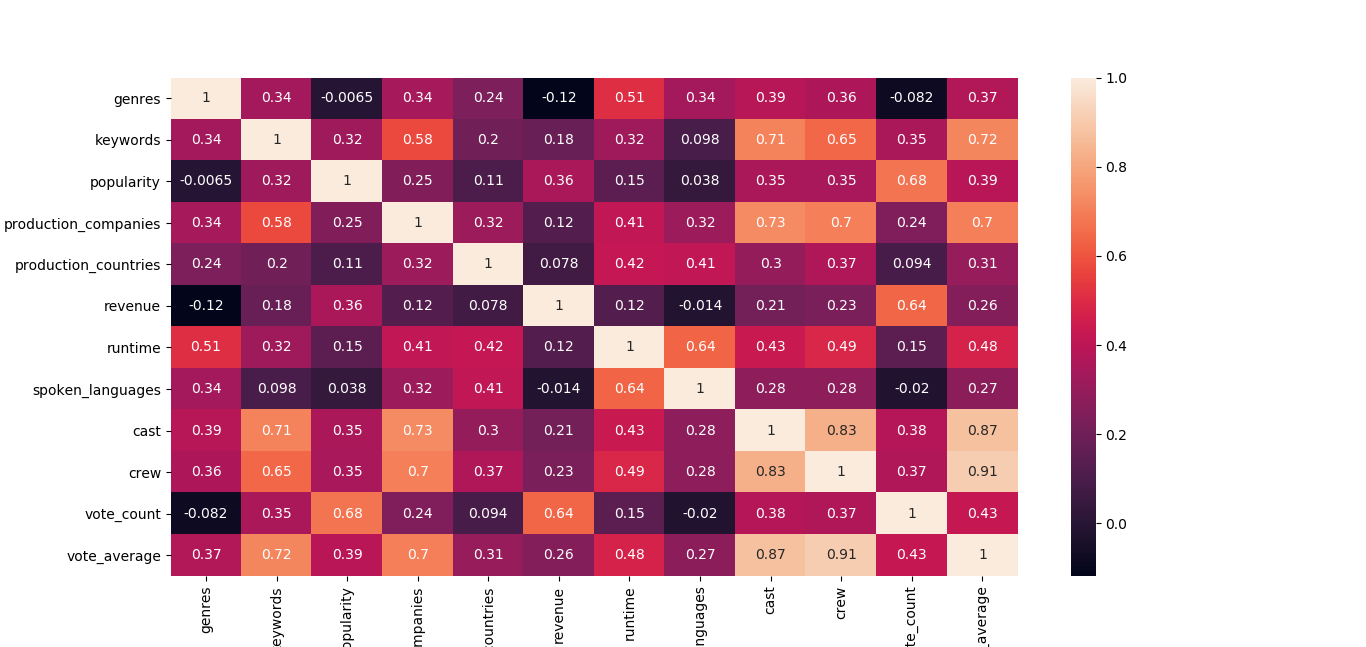 genres 1 0.34 -0.0065 0.34 0.24 -0.12 0.51 0.34 0.39 0.36 -0.082 0.37
keywords 0.34 1 0.32 0.58 0.2 0.18 0.32 0.098 0.71 0.65 0.35 0.72
popularity -0.0065 0.32 1 0.25 0.11 0.36 0.15 0.038 0.35 0.35 0.68 0.39
production_companies 0.34 0.58 0.25 1 0.32 0.12 0.41 0.32 0.73 0.7 0.24 0.7
production_countries 0.24 0.2 0.11 0.32 1 0.078 0.42 0.41 0.3 0.37 0.094 0.31
revenue -0.12 0.18 0.36 0.12 0.078 1 0.12 -0.014 0.21 0.23 0.64 0.26
runtime 0.51 0.32 0.15 0.41 0.42 0.12 1 0.64 0.43 0.49 0.15 0.48
spoken_languages 0.34 0.098 0.038 0.32 0.41 -0.014 0.64 1 0.28 0.28 -0.02 0.27
cast 0.39 0.71 0.35 0.73 0.3 0.21 0.43 0.28 1 0.83 0.38 0.87
crew 0.36 0.65 0.35 0.7 0.37 0.23 0.49 0.28 0.83 1 0.37 0.91
vote_count -0.082 0.35 0.68 0.24 0.094 0.64 0.15 -0.02 0.38 0.37 1 0.43
vote_average 0.37 0.72 0.39 0.7 0.31 0.26 0.48 0.27 0.87 0.91 0.43 1
genres
eywords
opularity
mpanies
countries
revenue
runtime
nguages
cast
crew
te_count
_average
1.0
0.8
0.6
0.4
0.2
0.0